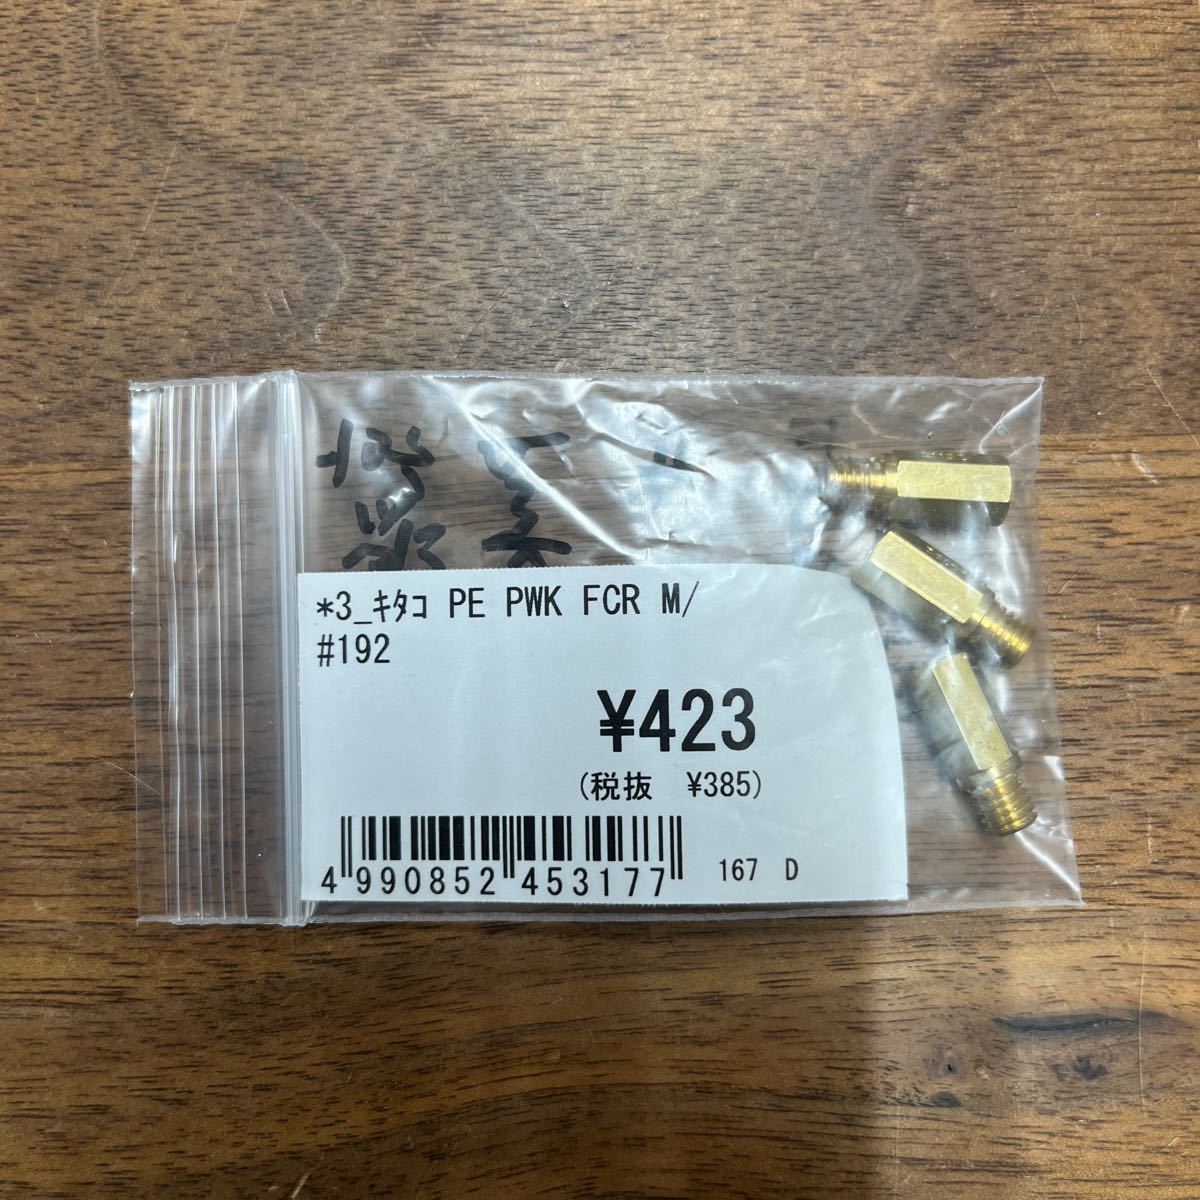 *3_ｷﾀｺ PE PWK FCR M/
#192
¥423
(税抜 ¥385)
4 990852 453177
167 D